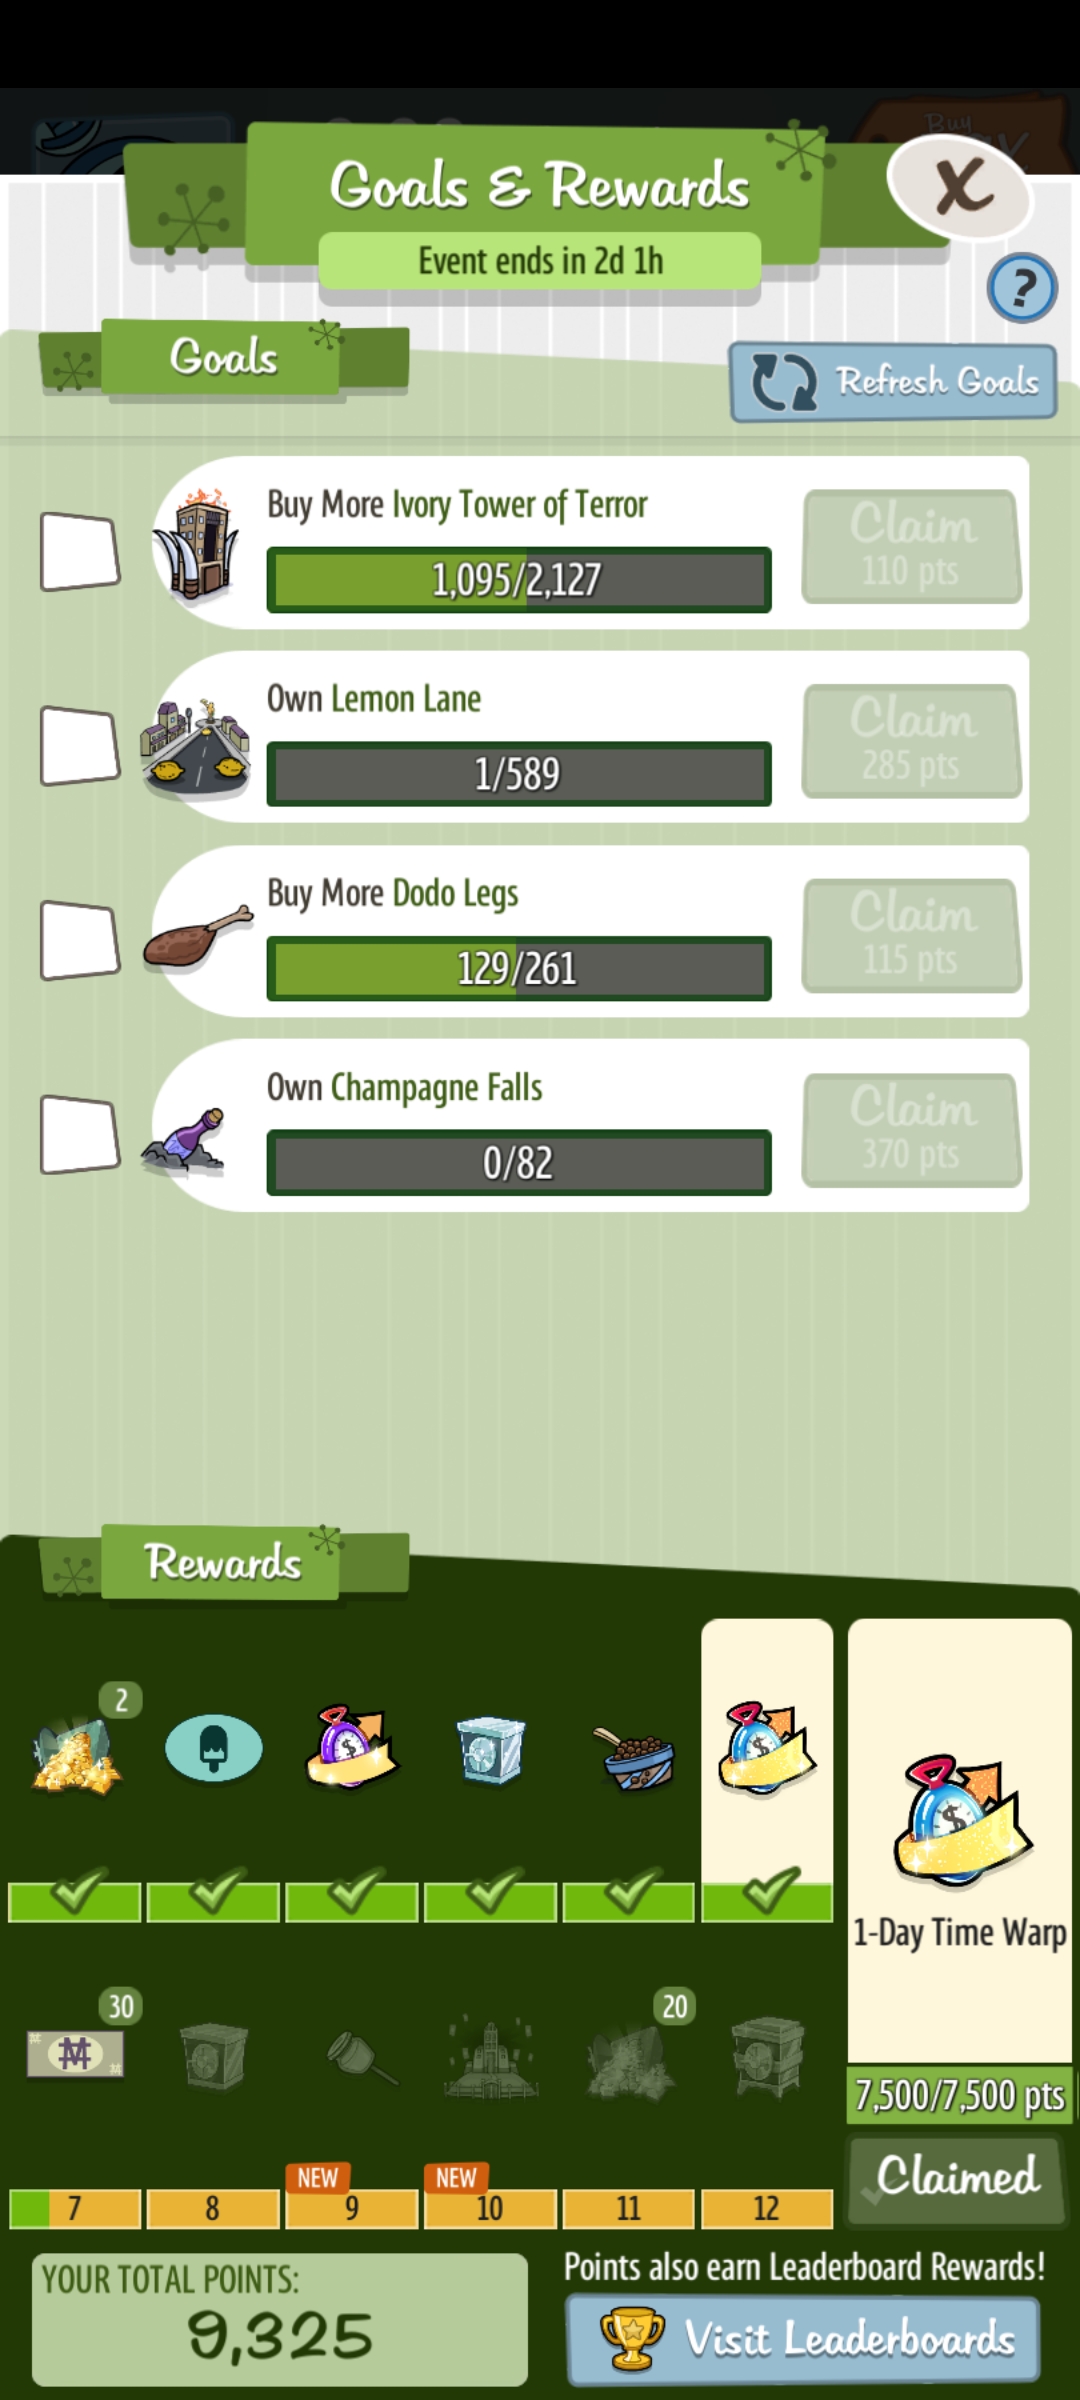 Buy
Goals & Rewards
X
Event ends in 2d 1h
?
Goals
Refresh Goals
Buy More Ivory Tower of Terror
1,095/2,127
Claim
110 pts
Own Lemon Lane
1/589
Claim
285 pts
Buy More Dodo Legs
129/261
Claim
115 pts
Own Champagne Falls
0/82
Claim
370 pts
Rewards
2
1-Day Time Warp
30
20
7,500/7,500 pts
Claimed
NEW
NEW
7
8
9
10
11
12
YOUR TOTAL POINTS:
9,325
Points also earn Leaderboard Rewards!
Visit Leaderboards